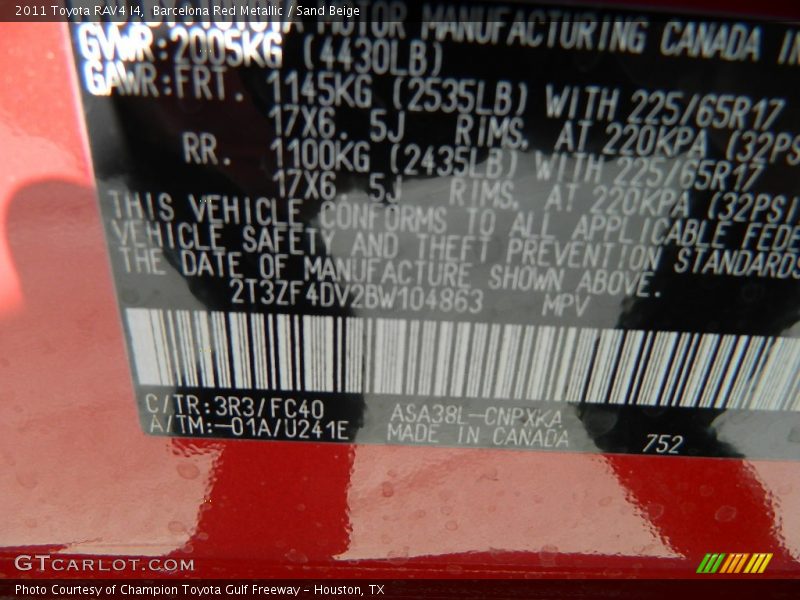 2011 Toyota RAV4 I4, Barcelona Red Metallic / Sand Beige
MOTOR MANUFACTURING CANADA
GVWR:2005KG (4430LB)
GAWR:FRT. 1145KG (2535LB) WITH 225/65R17
17X6. 5J RIMS, AT 220KPA (32PS
RR. 1100KG (2435LB) WITH 225/65R17
17X6. 5J RIMS, AT 220KPA (32PSI
THIS VEHICLE CONFORMS TO ALL APPLICABLE FEDE
VEHICLE SAFETY AND THEFT PREVENTION STANDARDS
THE DATE OF MANUFACTURE SHOWN ABOVE.
2T3ZF4DV2BW104863 MPV
C/TR:3R3/FC40 ASA38L-CNPXKA
A/TM:-01A/U241E MADE IN CANADA 752
GTCARLOT.COM
Photo Courtesy of Champion Toyota Gulf Freeway - Houston, TX